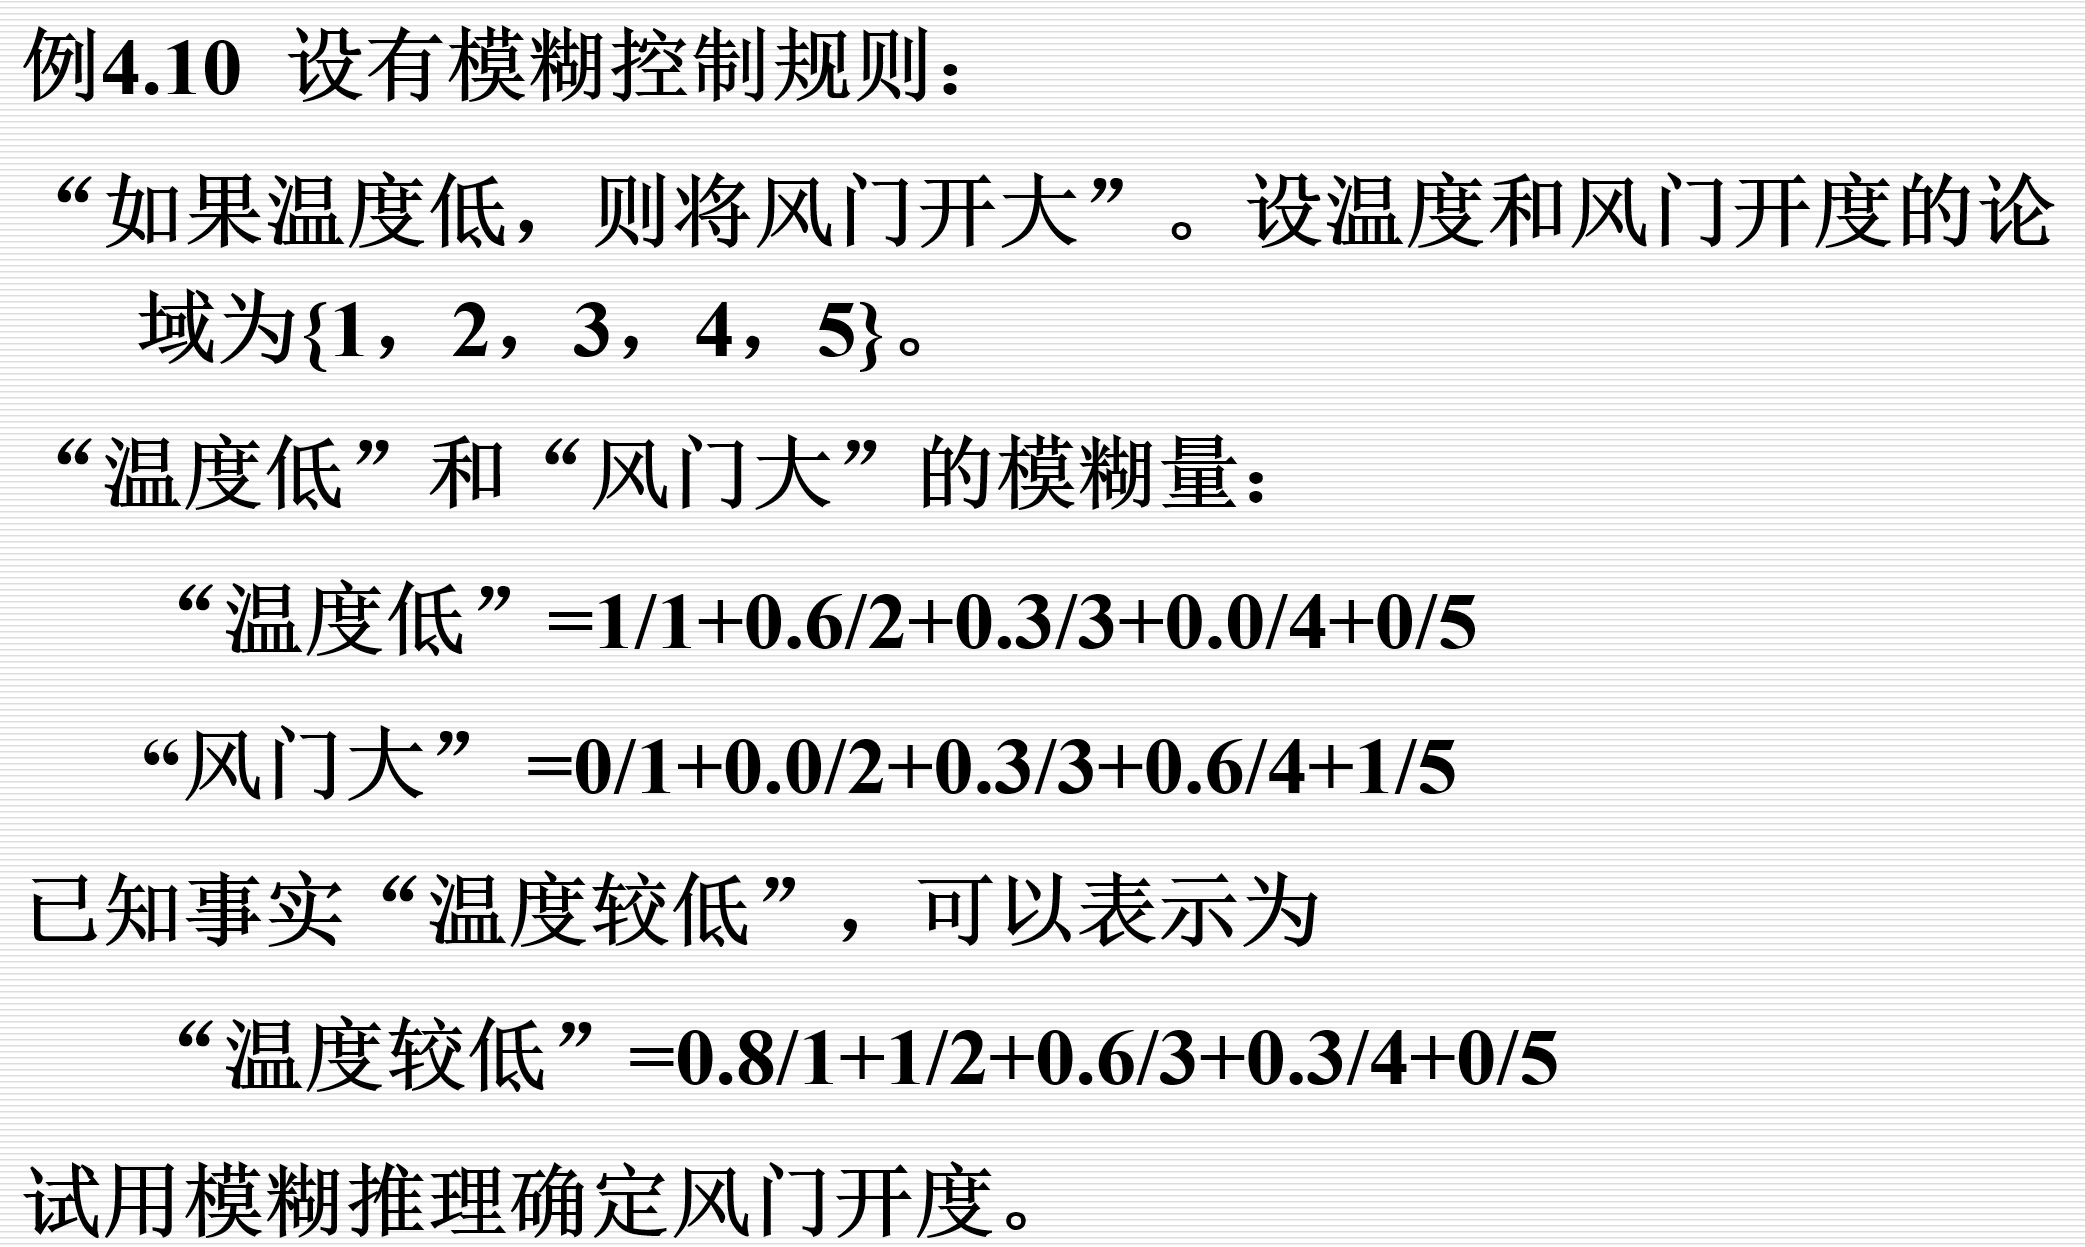 例4.10 设有模糊控制规则：
“如果温度低，则将风门开大”。设温度和风门开度的论
域为{1，2，3，4，5}。
“温度低”和“风门大”的模糊量：
“温度低”=1/1+0.6/2+0.3/3+0.0/4+0/5
“风门大”=0/1+0.0/2+0.3/3+0.6/4+1/5
已知事实“温度较低”，可以表示为
“温度较低”=0.8/1+1/2+0.6/3+0.3/4+0/5
试用模糊推理确定风门开度。